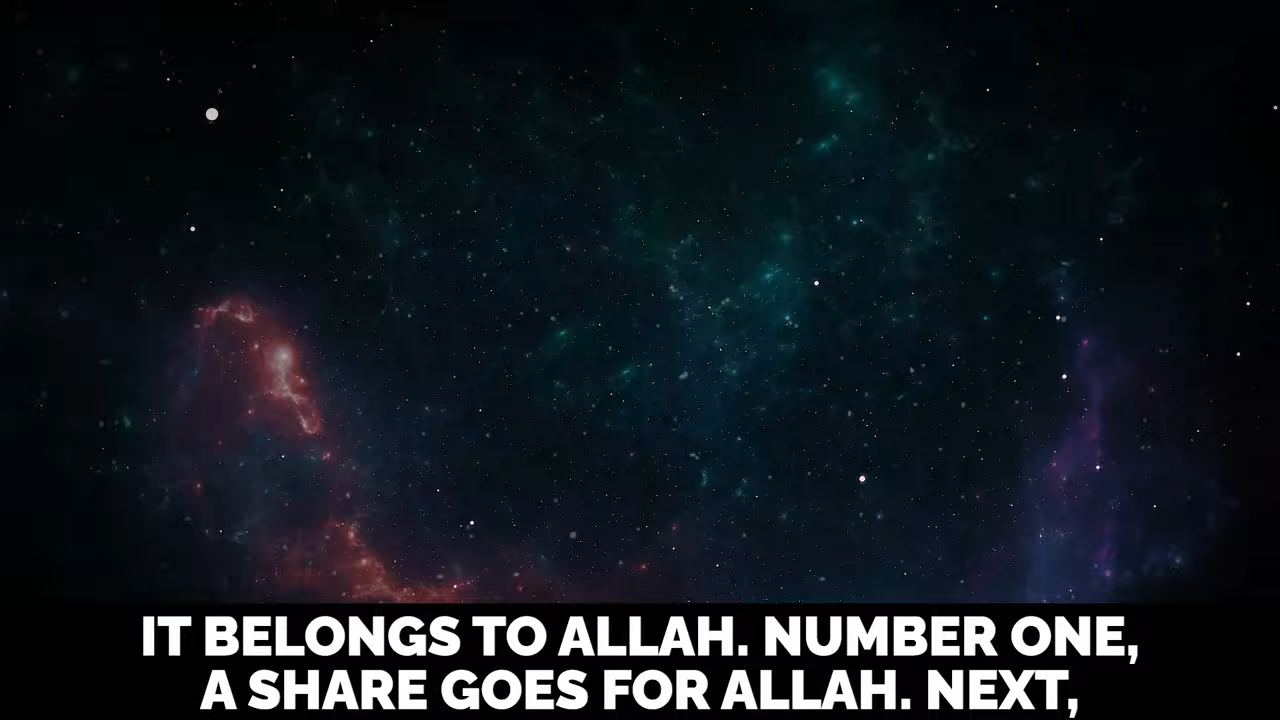 IT BELONGS TO ALLAH. NUMBER ONE,
A SHARE GOES FOR ALLAH. NEXT,